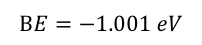 BE = −1.001 eV